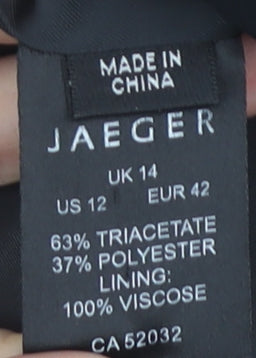 MADE IN
CHINA
JAEGER
UK 14
US 12 EUR 42
63% TRIACETATE
37% POLYESTER
LINING:
100% VISCOSE
CA 52032